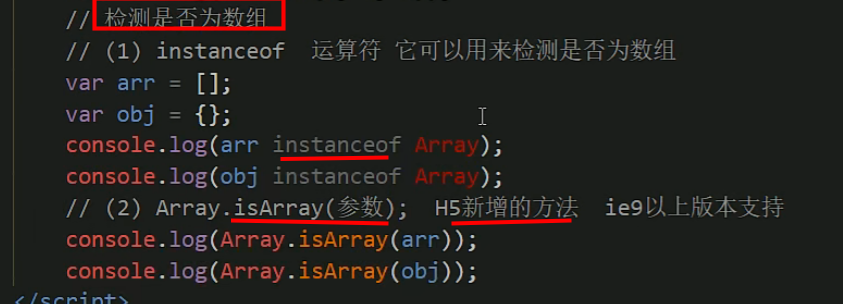 // 检测是否为数组
// (1) instanceof 运算符 它可以用来检测是否为数组
var arr = [];
var obj = {};
console.log(arr instanceof Array);
console.log(obj instanceof Array);
// (2) Array.isArray(参数); H5新增的方法 ie9以上版本支持
console.log(Array.isArray(arr));
console.log(Array.isArray(obj));
</script>